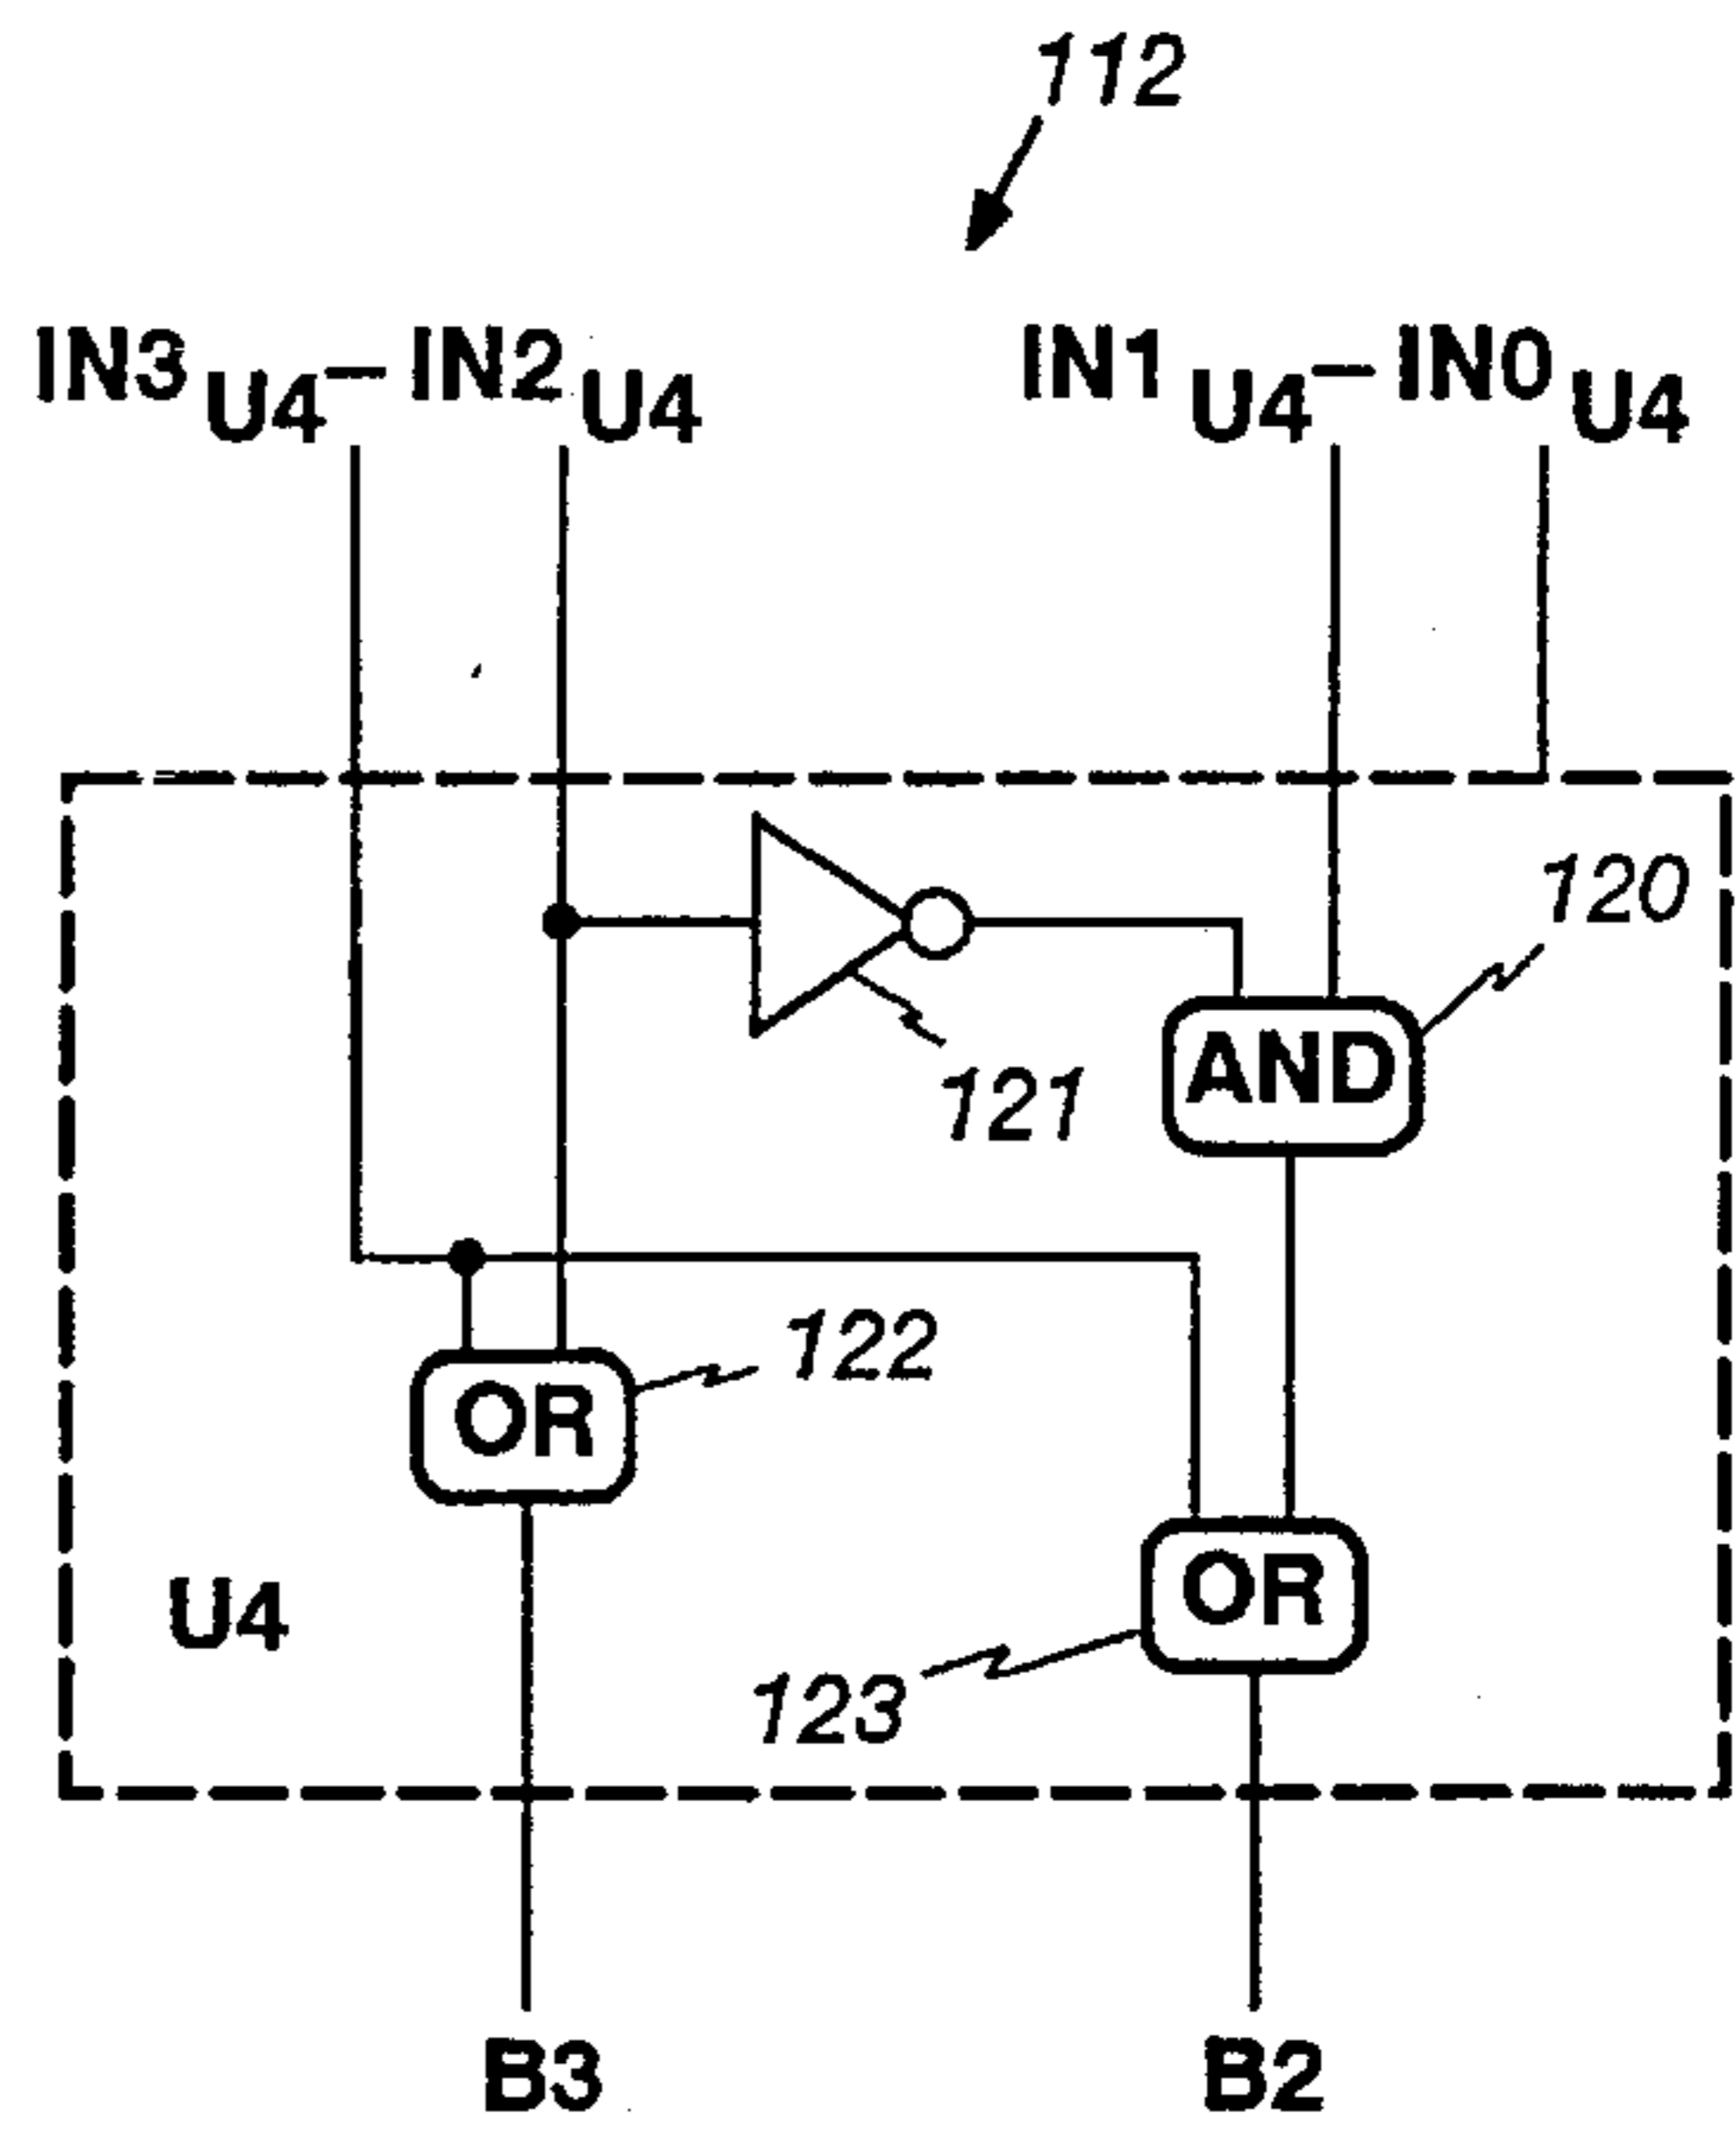 112
IN3U4–IN2U4 IN1U4–IN0U4
120
AND
121
122
OR
OR
U4
123
B3 B2